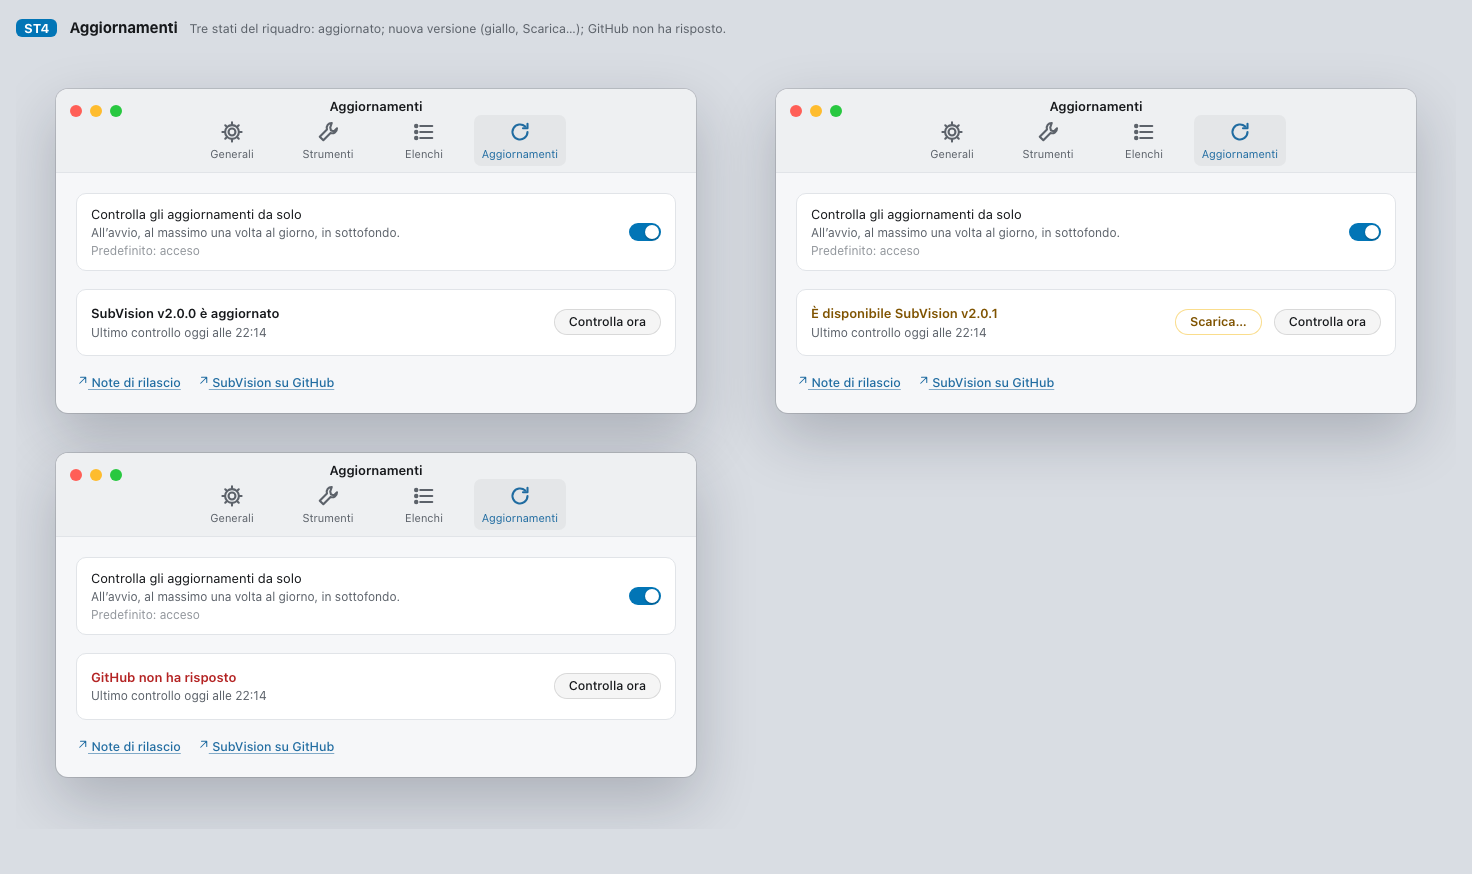 ST4 Aggiornamenti Tre stati del riquadro: aggiornato; nuova versione (giallo, Scarica…); GitHub non ha risposto.
Aggiornamenti
Generali Strumenti Elenchi Aggiornamenti
Controlla gli aggiornamenti da solo
All’avvio, al massimo una volta al giorno, in sottofondo.
Predefinito: acceso
SubVision v2.0.0 è aggiornato
Ultimo controllo oggi alle 22:14
Controlla ora
↗ Note di rilascio ↗ SubVision su GitHub
Aggiornamenti
Generali Strumenti Elenchi Aggiornamenti
Controlla gli aggiornamenti da solo
All’avvio, al massimo una volta al giorno, in sottofondo.
Predefinito: acceso
È disponibile SubVision v2.0.1
Ultimo controllo oggi alle 22:14
Scarica… Controlla ora
↗ Note di rilascio ↗ SubVision su GitHub
Aggiornamenti
Generali Strumenti Elenchi Aggiornamenti
Controlla gli aggiornamenti da solo
All’avvio, al massimo una volta al giorno, in sottofondo.
Predefinito: acceso
GitHub non ha risposto
Ultimo controllo oggi alle 22:14
Controlla ora
↗ Note di rilascio ↗ SubVision su GitHub